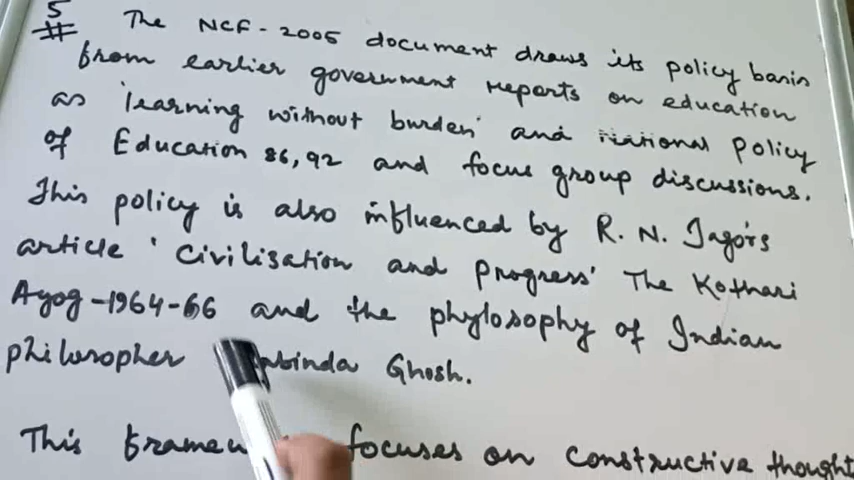 5
# The NCF-2005 document draws its policy basis
from earlier government reports on education
as 'learning without burden' and National policy
of Education 86,92 and focus group discussions.
This policy is also influenced by R. N. Tagor's
article 'Civilisation and Progress' The Kothari
Ayog-1964-66 and the phylosophy of Indian
philosopher Ghosh.
This focuses on constructive thought